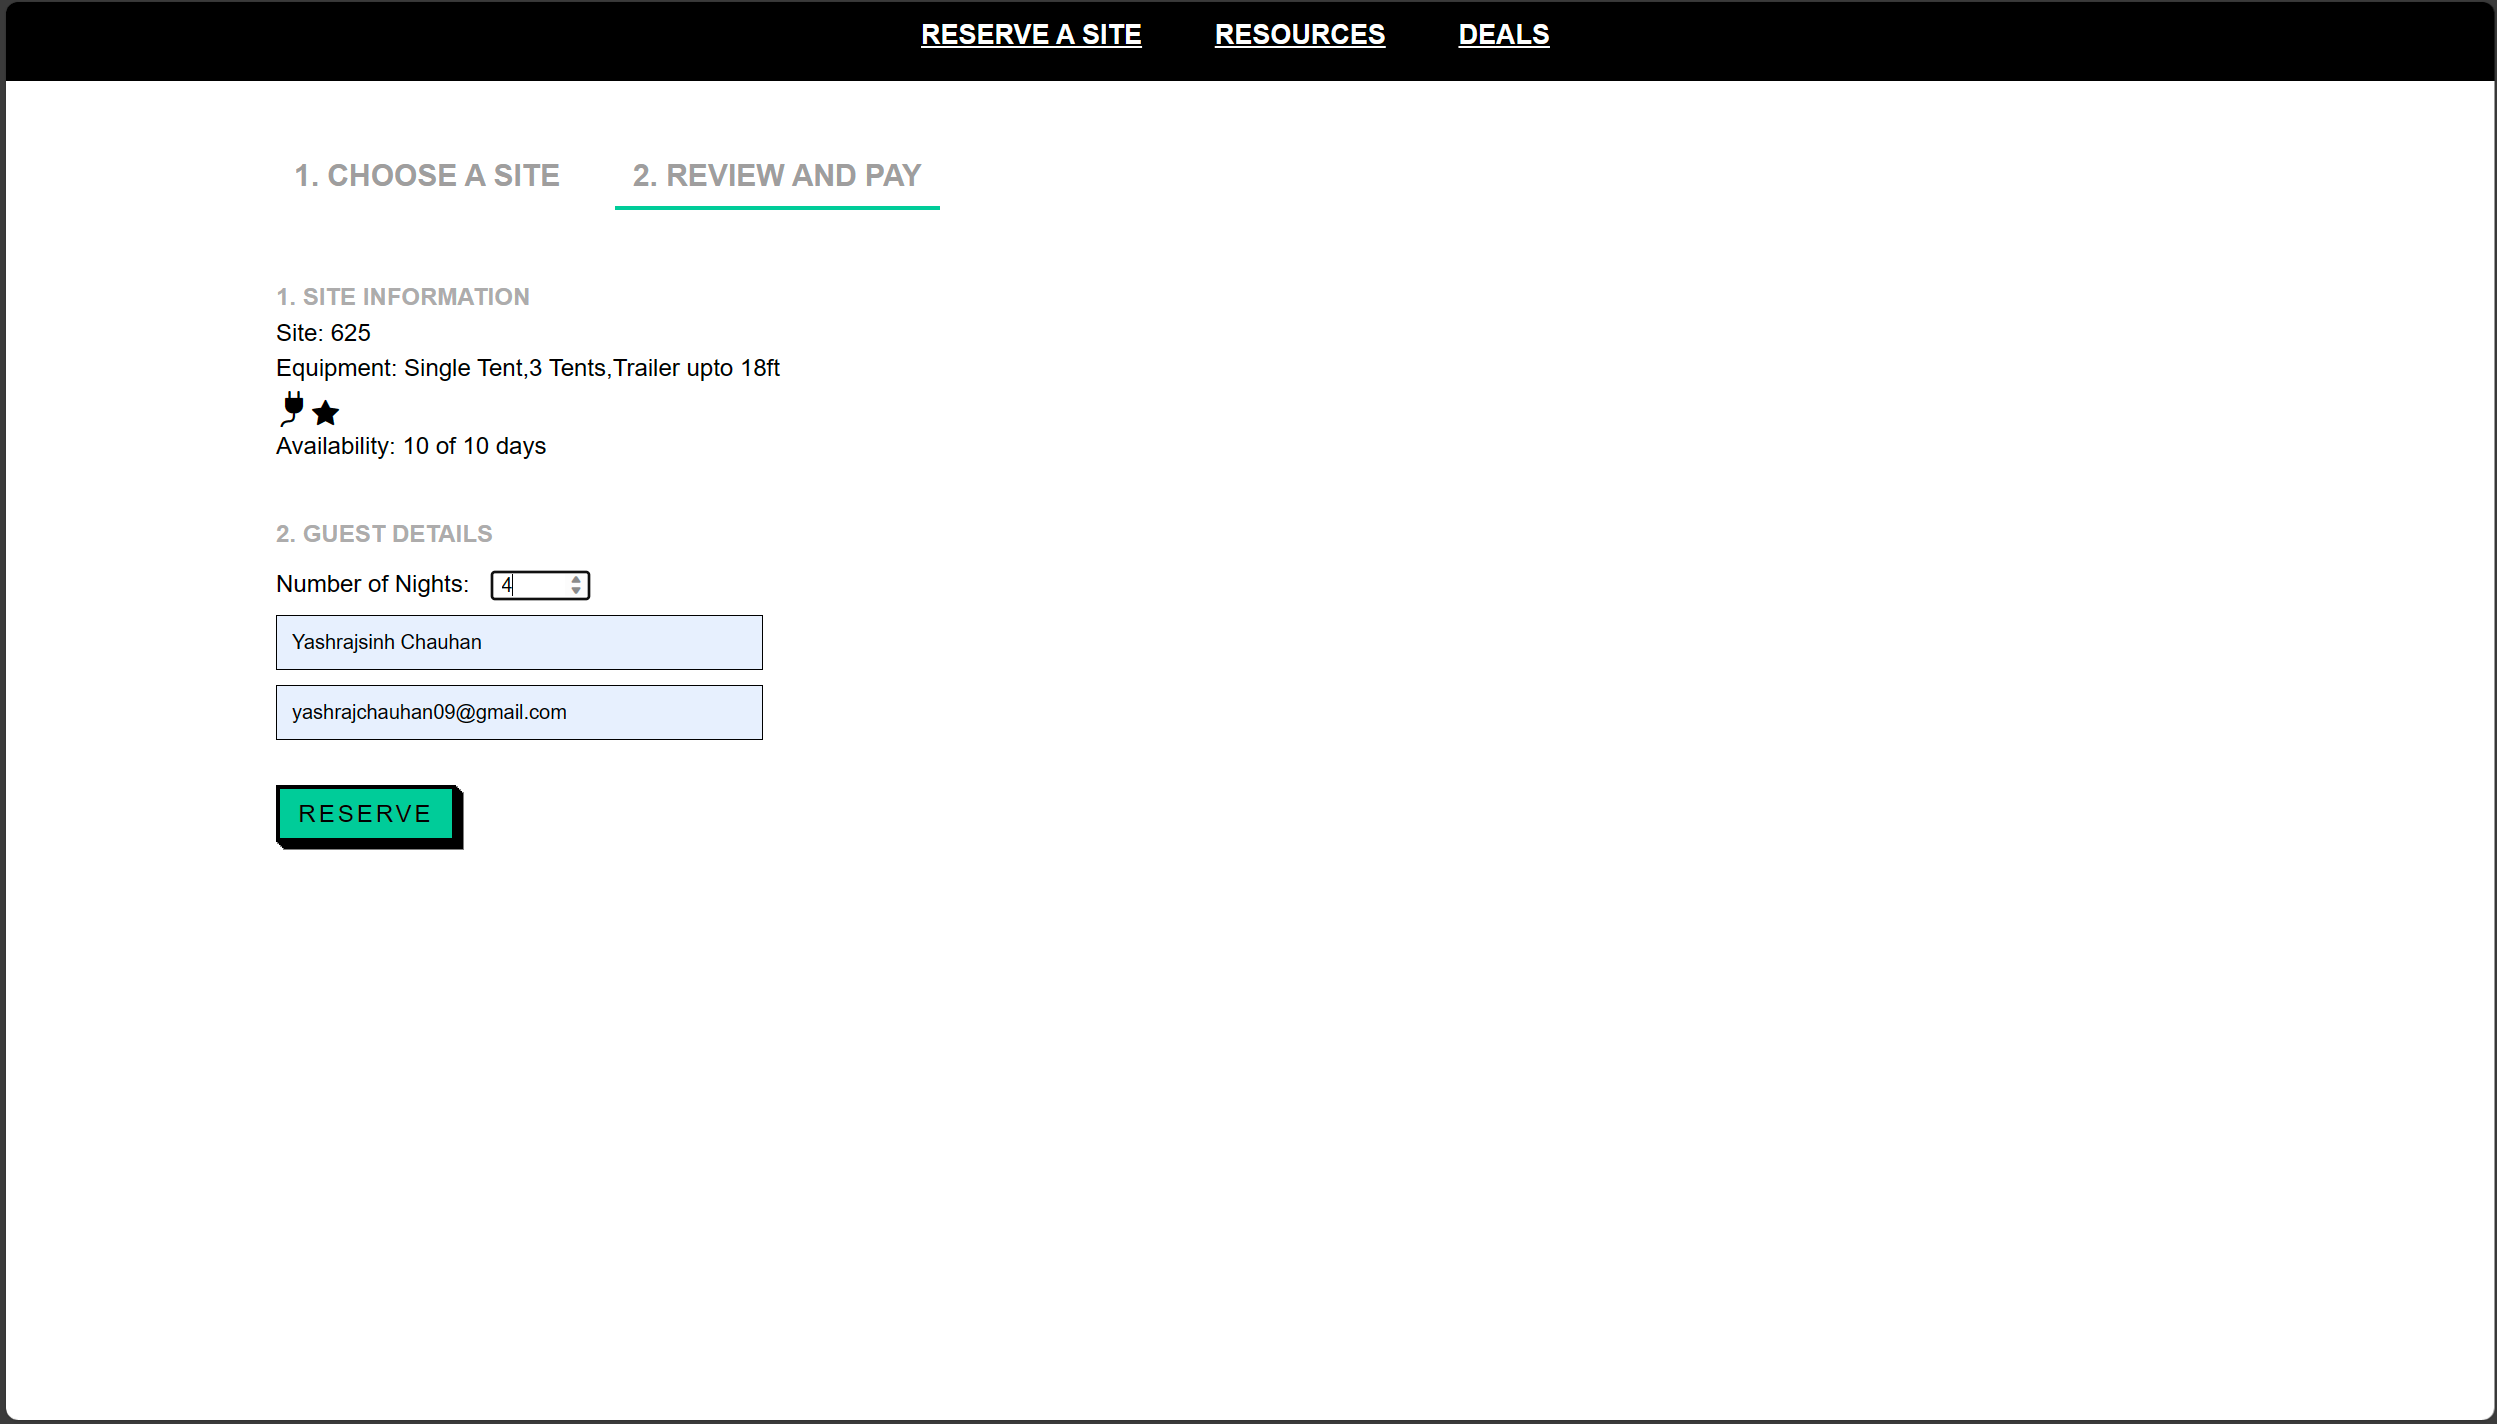 RESERVE A SITE RESOURCES DEALS
1. CHOOSE A SITE 2. REVIEW AND PAY
1. SITE INFORMATION
Site: 625
Equipment: Single Tent,3 Tents,Trailer upto 18ft
Availability: 10 of 10 days
2. GUEST DETAILS
Number of Nights: 4
Yashrajsinh Chauhan
yashrajchauhan09@gmail.com
RESERVE